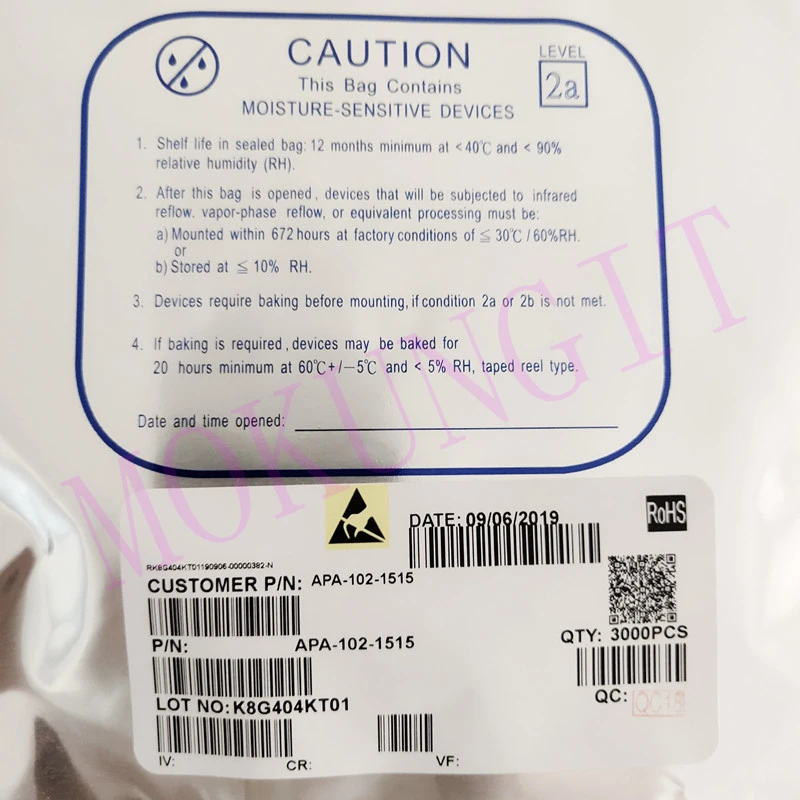 CAUTION
This Bag Contains
MOISTURE-SENSITIVE DEVICES
LEVEL
2a
1. Shelf life in sealed bag: 12 months minimum at <40℃ and < 90%
relative humidity (RH).
2. After this bag is opened, devices that will be subjected to infrared
reflow. vapor-phase reflow, or equivalent processing must be:
a) Mounted within 672 hours at factory conditions of ≦ 30℃ / 60%RH.
or
b) Stored at ≦ 10% RH.
3. Devices require baking before mounting, if condition 2a or 2b is not met.
4. If baking is required, devices may be baked for
20 hours minimum at 60℃+/-5℃ and < 5% RH, taped reel type.
Date and time opened:
MOKUNGIT
DATE: 09/06/2019
RoHS
RK8G404KT01190906-00000382-N
CUSTOMER P/N: APA-102-1515
P/N: APA-102-1515
QTY: 3000PCS
LOT NO: K8G404KT01
QC: QC18
IV: CR: VF: